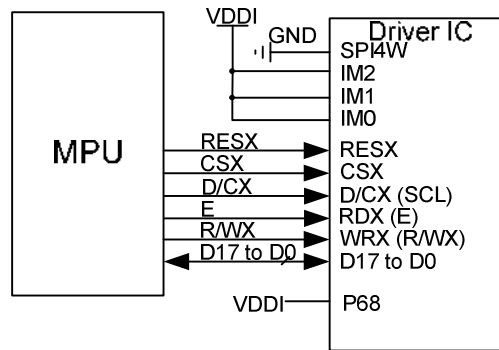 VDDI
Driver IC
GND
SPI4W
IM2
IM1
IM0
MPU
RESX
RESX
CSX
CSX
D/CX
D/CX (SCL)
E
RDX (E)
R/WX
WRX (R/WX)
D17 to D0
D17 to D0
VDDI
P68